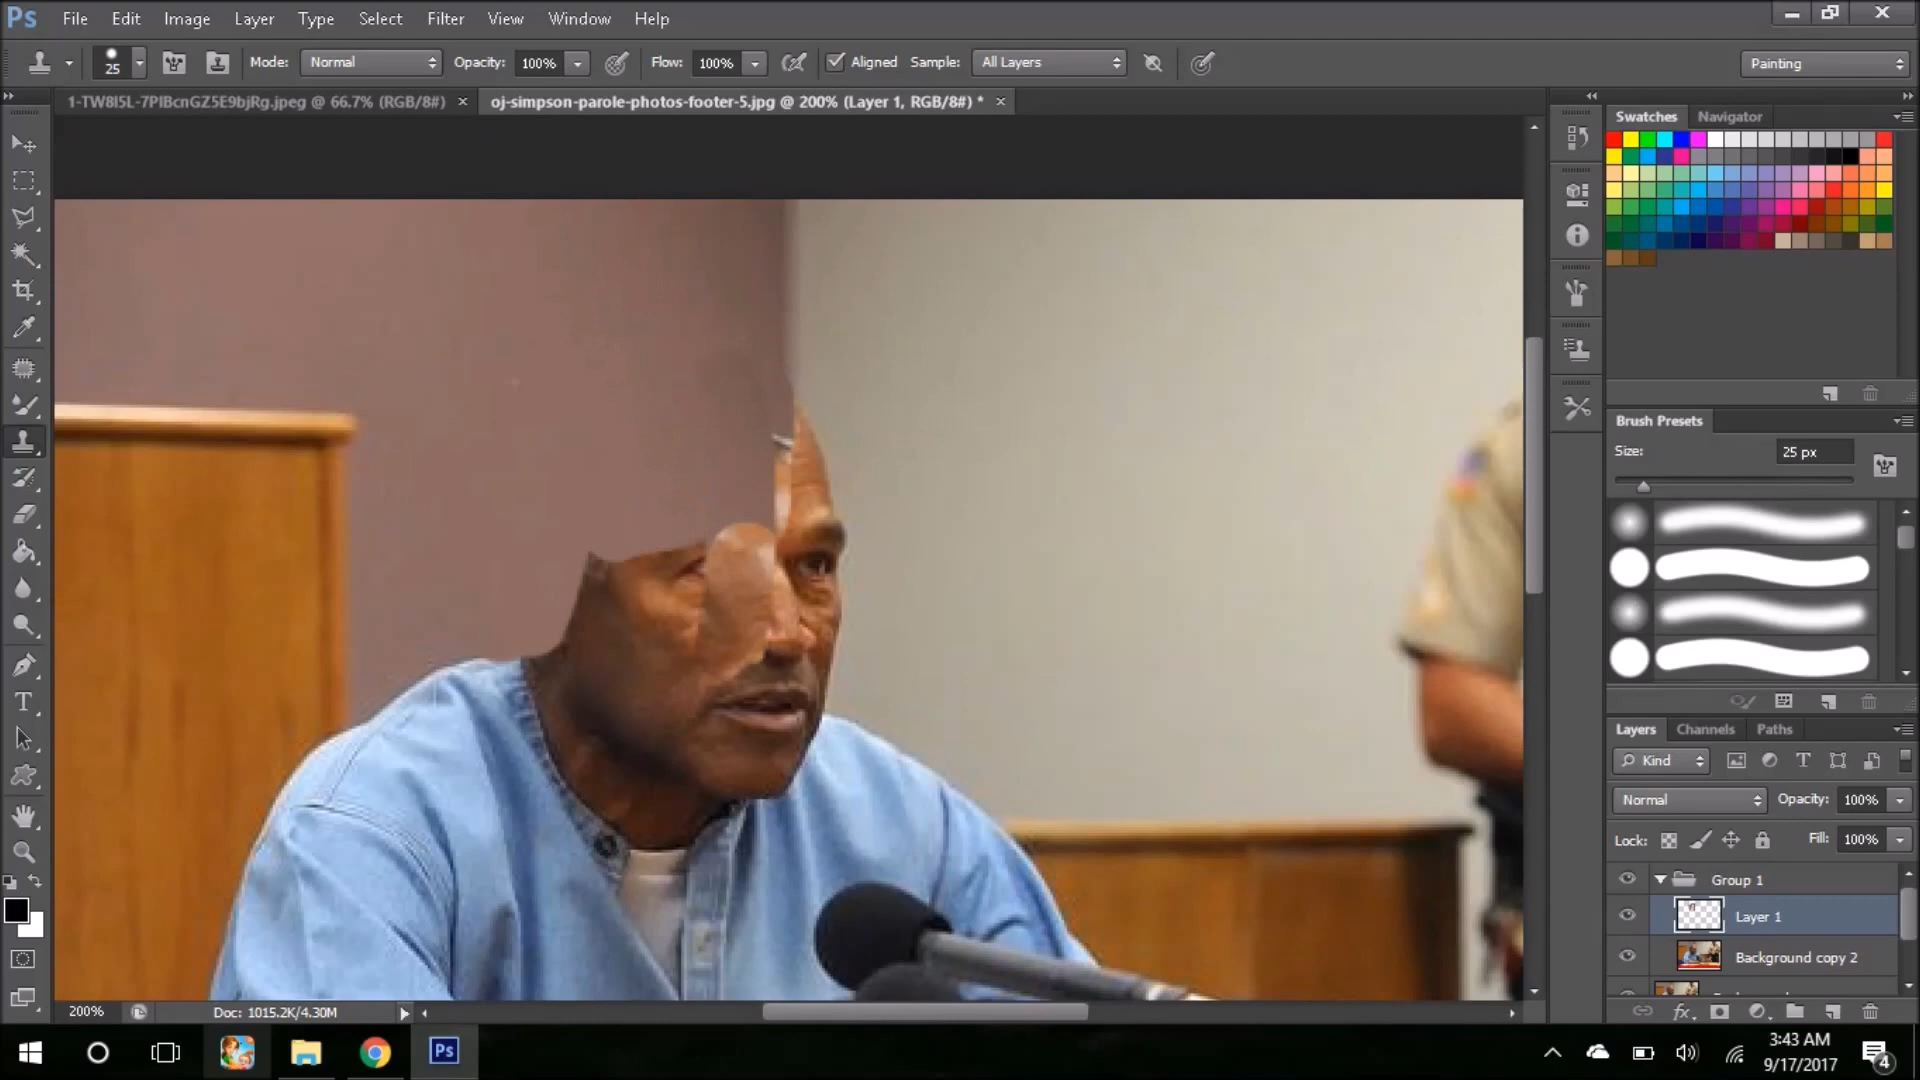 Ps File Edit Image Layer Type Select Filter View Window Help
25 Mode: Normal Opacity: 100% Flow: 100% Aligned Sample: All Layers Painting
1-TW8I5L-7PIBcnGZ5E9bjRg.jpeg @ 66.7% (RGB/8#) × oj-simpson-parole-photos-footer-5.jpg @ 200% (Layer 1, RGB/8#) * ×
Swatches Navigator
Brush Presets
Size: 25 px
Layers Channels Paths
Kind
Normal Opacity: 100%
Lock: Fill: 100%
Group 1
Layer 1
Background copy 2
200% Doc: 1015.2K/4.30M
Ps
3:43 AM
9/17/2017
4